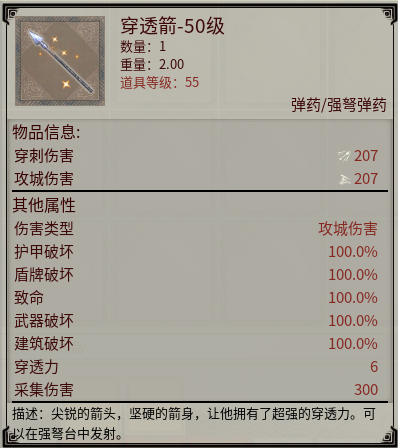 穿透箭-50级
数量：1
重量：2.00
道具等级：55
弹药/强弩弹药
物品信息:
穿刺伤害 207
攻城伤害 207
其他属性
伤害类型 攻城伤害
护甲破坏 100.0%
盾牌破坏 100.0%
致命 100.0%
武器破坏 100.0%
建筑破坏 100.0%
穿透力 6
采集伤害 300
描述：尖锐的箭头，坚硬的箭身，让他拥有了超强的穿透力。可
以在强弩台中发射。